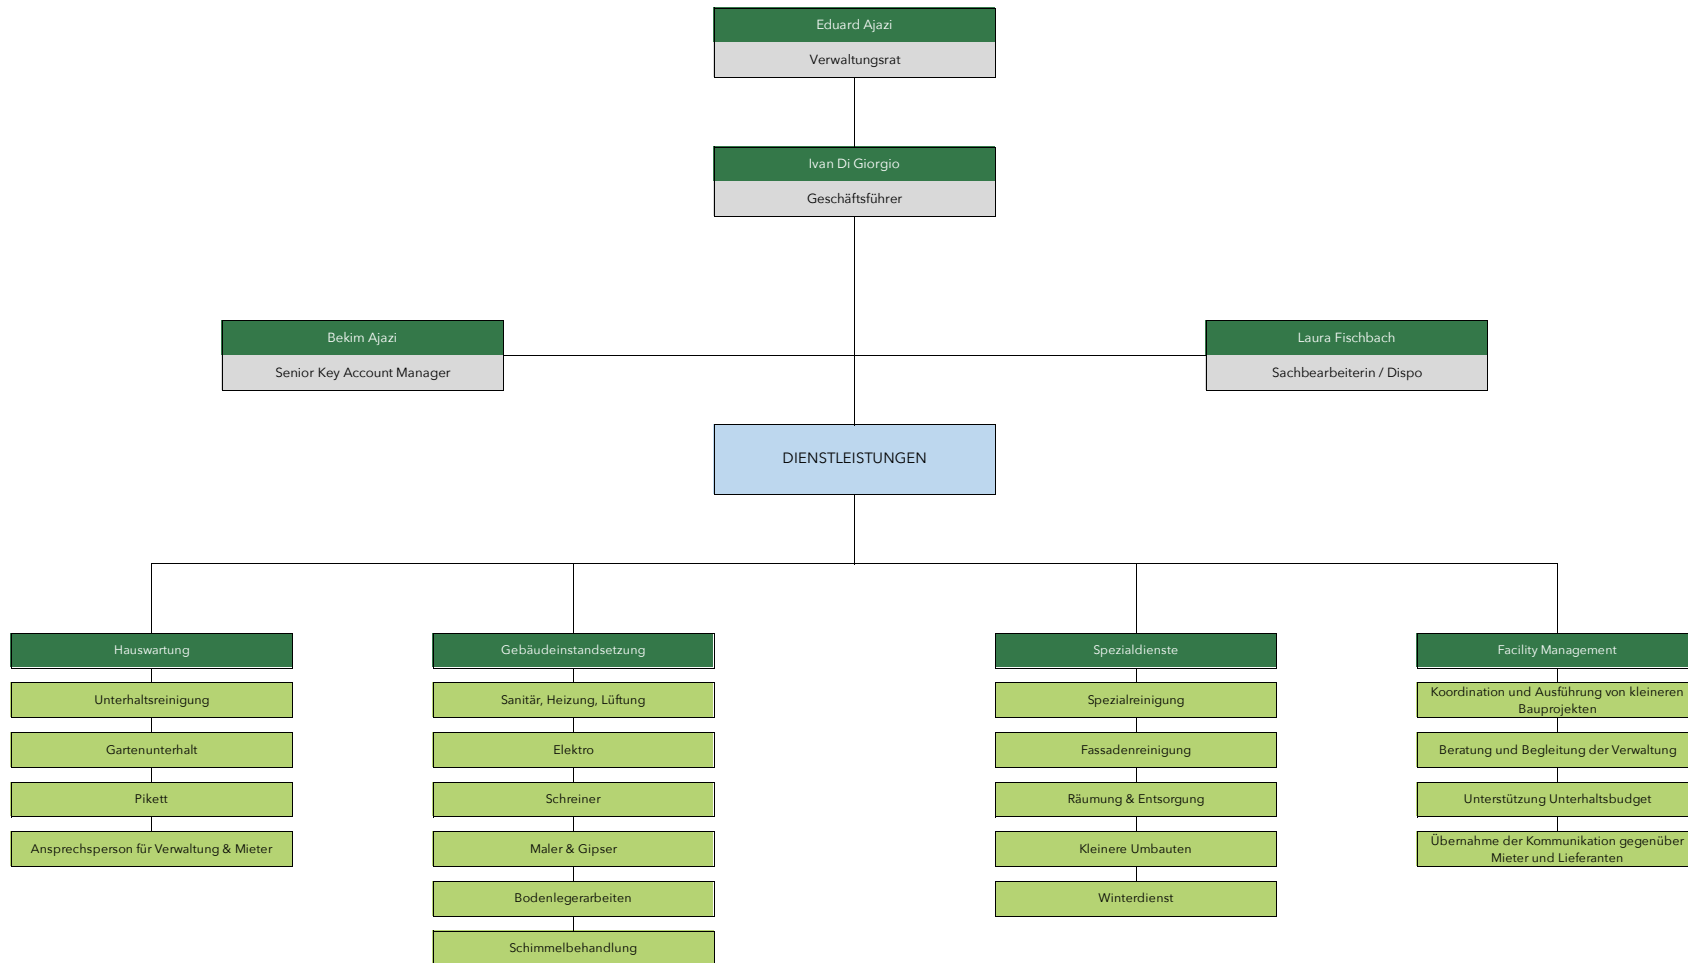 Eduard Ajazi
Verwaltungsrat
Ivan Di Giorgio
Geschäftsführer
Bekim Ajazi
Senior Key Account Manager
Laura Fischbach
Sachbearbeiterin / Dispo
DIENSTLEISTUNGEN
Hauswartung
Unterhaltsreinigung
Gartenunterhalt
Pikett
Ansprechsperson für Verwaltung & Mieter
Gebäudeinstandsetzung
Sanitär, Heizung, Lüftung
Elektro
Schreiner
Maler & Gipser
Bodenlegerarbeiten
Schimmelbehandlung
Spezialdienste
Spezialreinigung
Fassadenreinigung
Räumung & Entsorgung
Kleinere Umbauten
Winterdienst
Facility Management
Koordination und Ausführung von kleineren
Bauprojekten
Beratung und Begleitung der Verwaltung
Unterstützung Unterhaltsbudget
Übernahme der Kommunikation gegenüber
Mieter und Lieferanten